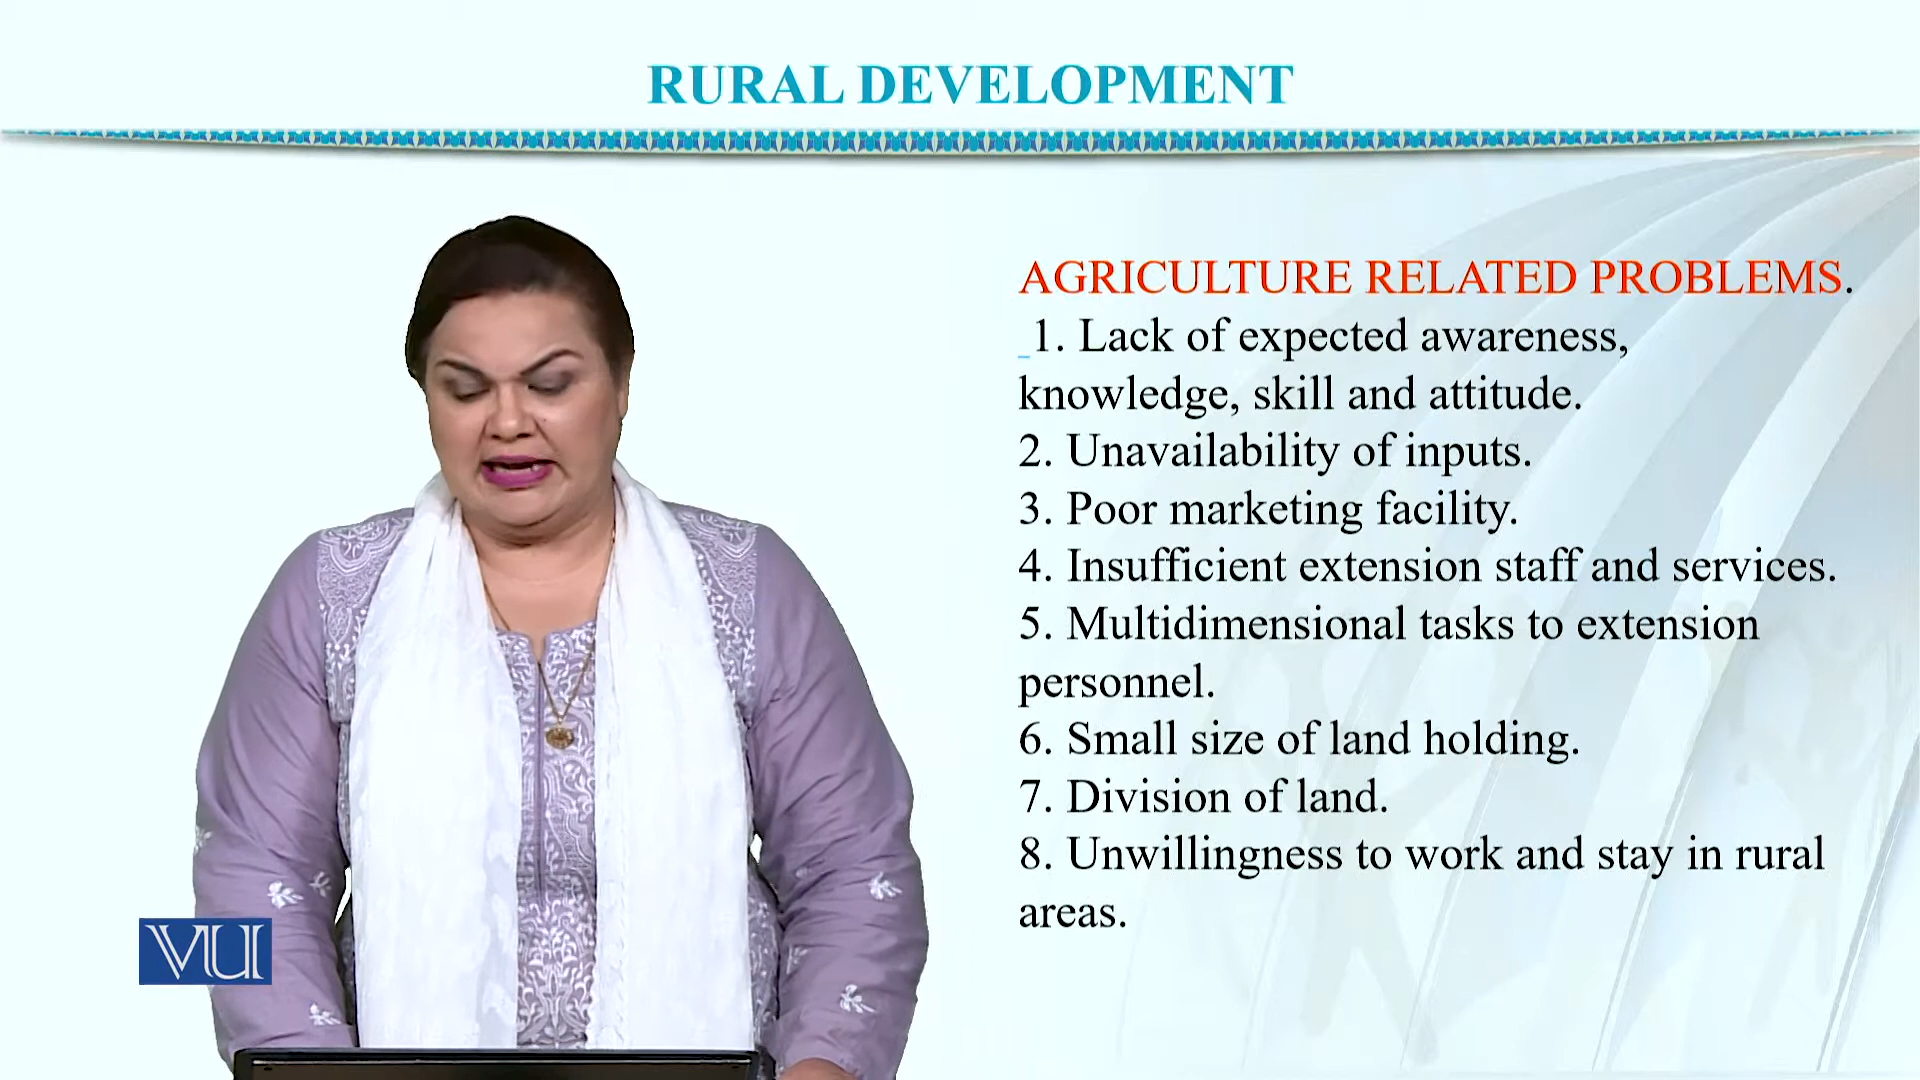 RURAL DEVELOPMENT
AGRICULTURE RELATED PROBLEMS.
1. Lack of expected awareness,
knowledge, skill and attitude.
2. Unavailability of inputs.
3. Poor marketing facility.
4. Insufficient extension staff and services.
5. Multidimensional tasks to extension
personnel.
6. Small size of land holding.
7. Division of land.
8. Unwillingness to work and stay in rural
areas.
VU